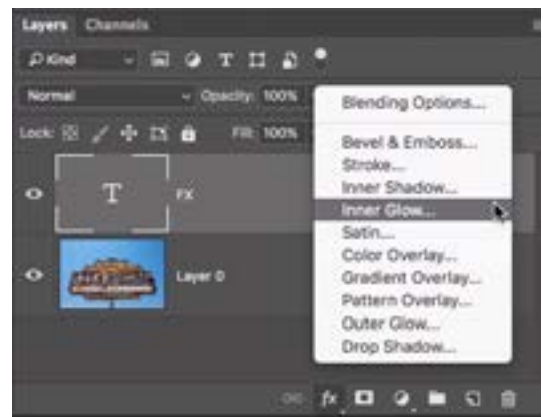 Layers Channels
Kind
Normal Opacity: 100%
Lock: Fill: 100%
T FX
Layer 0
Blending Options...
Bevel & Emboss...
Stroke...
Inner Shadow...
Inner Glow...
Satin...
Color Overlay...
Gradient Overlay...
Pattern Overlay...
Outer Glow...
Drop Shadow...
fx